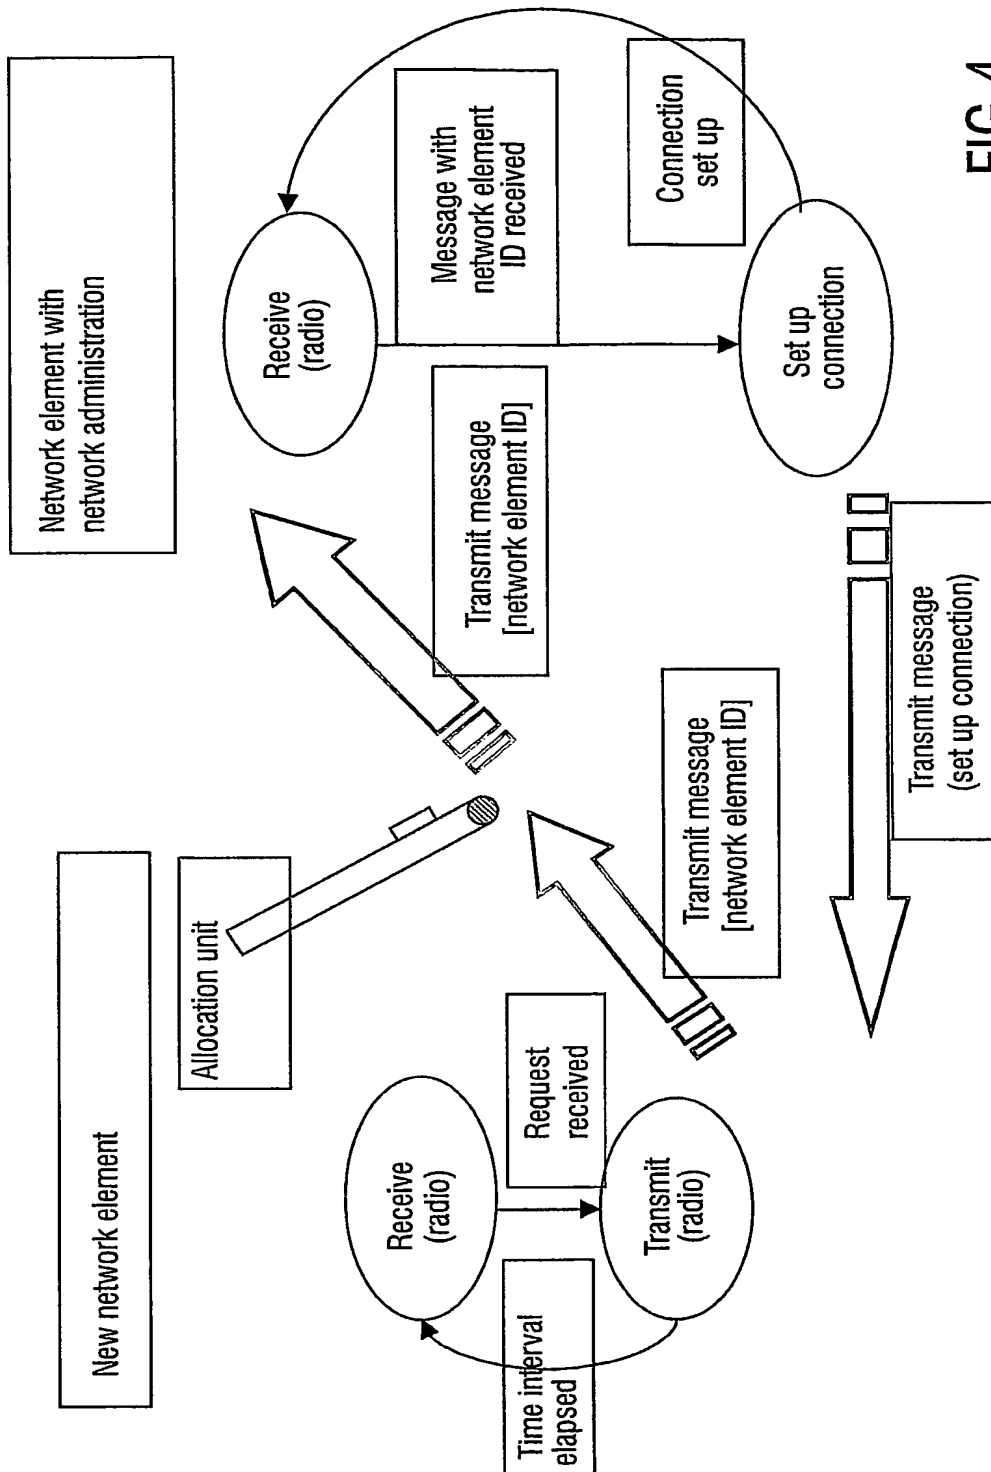 New network element
Network element with
network administration
Allocation unit
Receive
(radio)
Request
received
Time interval
elapsed
Transmit
(radio)
Transmit message
[network element ID]
Transmit message
[network element ID]
Receive
(radio)
Message with
network element
ID received
Connection
set up
Set up
connection
Transmit message
(set up connection)
FIG 4